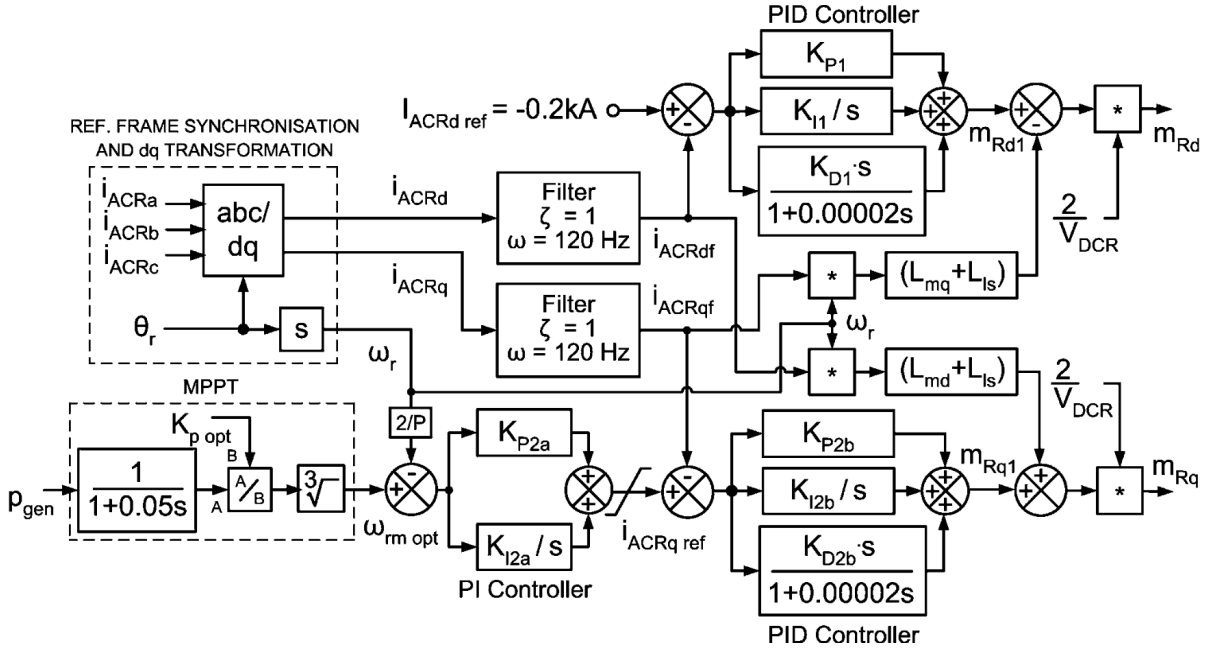 PID Controller
K_P1
I_ACRd ref = -0.2kA
+
-
K_I1 / s
+
+
+
m_Rd1
+
-
*
m_Rd
K_D1·s
1+0.00002s
2
V_DCR
REF. FRAME SYNCHRONISATION
AND dq TRANSFORMATION
i_ACRa
i_ACRb
i_ACRc
abc/
dq
θ_r
s
ω_r
i_ACRd
Filter
ζ = 1
ω = 120 Hz
i_ACRdf
i_ACRq
Filter
ζ = 1
ω = 120 Hz
i_ACRqf
*
(L_mq+L_ls)
ω_r
*
(L_md+L_ls)
2
V_DCR
MPPT
K_p opt
B
A
p_gen
1
1+0.05s
A/B
3√
ω_rm opt
2/P
-
+
K_P2a
K_I2a / s
PI Controller
+
+
i_ACRq ref
-
+
K_P2b
K_I2b / s
K_D2b·s
1+0.00002s
PID Controller
+
+
+
m_Rq1
+
+
*
m_Rq